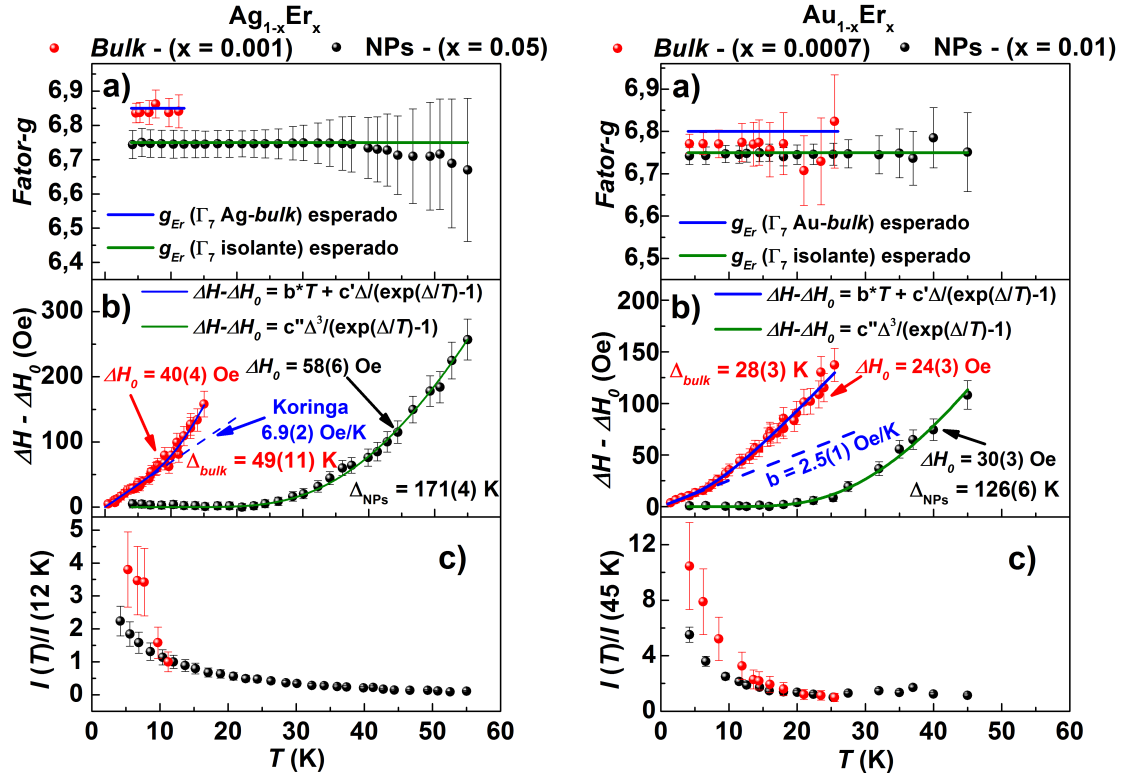 Ag1-xErx
Bulk - (x = 0.001) NPs - (x = 0.05)
a)
6,9
6,8
6,7
6,6
6,5
6,4
Fator-g
gEr (Γ7 Ag-bulk) esperado
gEr (Γ7 isolante) esperado
b)
300
200
100
0
ΔH - ΔH0 (Oe)
ΔH-ΔH0 = b*T + c'Δ/(exp(Δ/T)-1)
ΔH-ΔH0 = c"Δ3/(exp(Δ/T)-1)
ΔH0 = 58(6) Oe
ΔH0 = 40(4) Oe
Koringa
6.9(2) Oe/K
Δbulk = 49(11) K
ΔNPs = 171(4) K
c)
5
4
3
2
1
0
I (T)/I (12 K)
0 10 20 30 40 50 60
T (K)
Au1-xErx
Bulk - (x = 0.0007) NPs - (x = 0.01)
a)
6,9
6,8
6,7
6,6
6,5
Fator-g
gEr (Γ7 Au-bulk) esperado
gEr (Γ7 isolante) esperado
b)
200
150
100
50
0
ΔH - ΔH0 (Oe)
ΔH-ΔH0 = b*T + c'Δ/(exp(Δ/T)-1)
ΔH-ΔH0 = c"Δ3/(exp(Δ/T)-1)
Δbulk = 28(3) K
ΔH0 = 24(3) Oe
b = 2.5(1) Oe/K
ΔH0 = 30(3) Oe
ΔNPs = 126(6) K
c)
12
8
4
0
I (T)/I (45 K)
0 10 20 30 40 50 60
T (K)